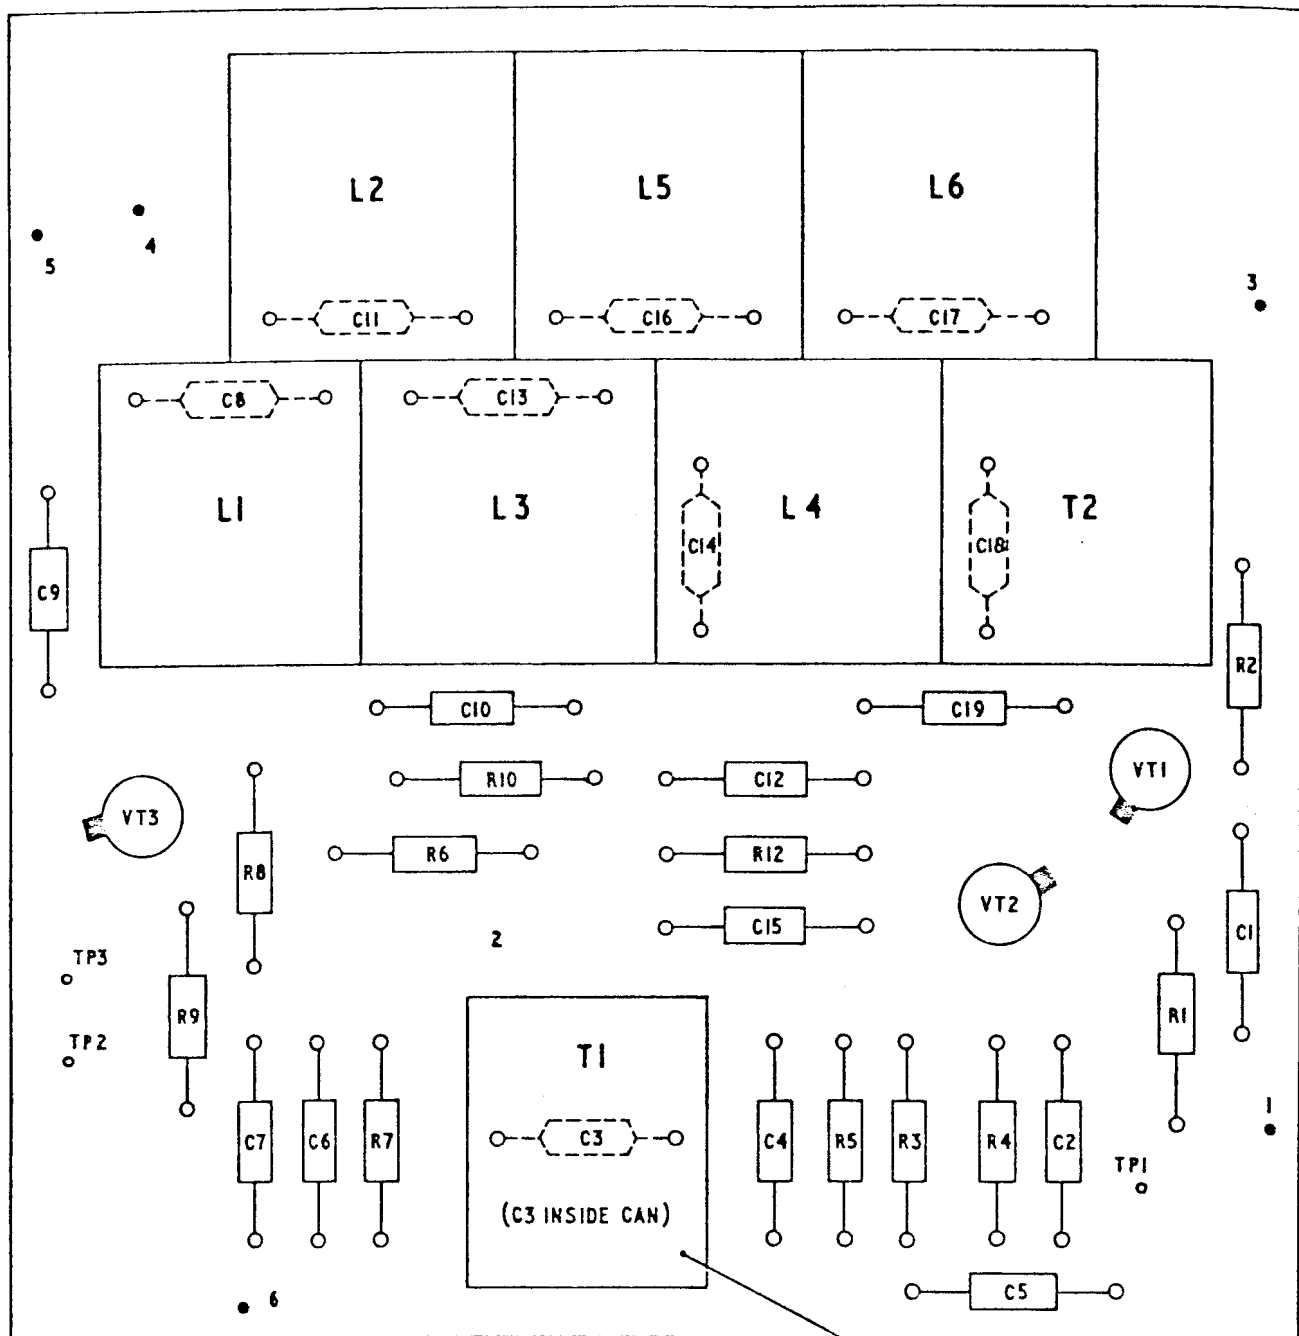 L2 L5 L6
4
5
3
C11 C16 C17
C8 C13
L1 L3 L4 T2
C14 C18
C9
R2
C10 C19
VT1
R10 C12
VT3
R6 R12
R8
VT2
C15
C1
2
TP3
R9 R1
TP2
T1
1
C7 C6 R7 C3 C4 R5 R3 R4 C2
TP1
(C3 INSIDE CAN)
C5
6